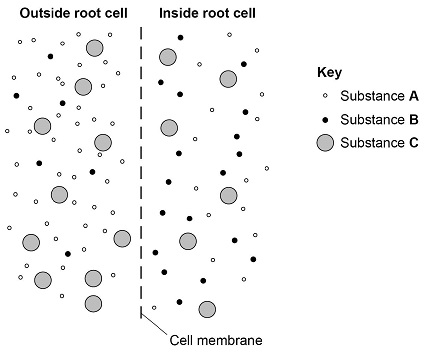 Outside root cell
Inside root cell
Key
Substance A
Substance B
Substance C
Cell membrane